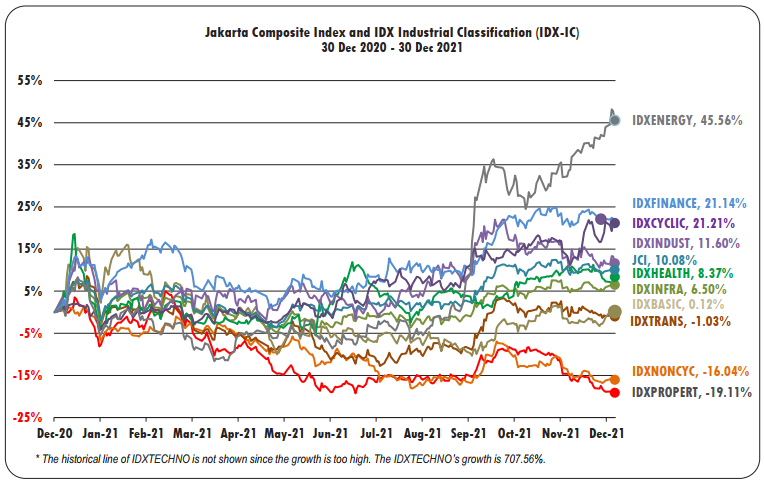 Jakarta Composite Index and IDX Industrial Classification (IDX-IC)
30 Dec 2020 - 30 Dec 2021
55%
45%
35%
25%
15%
5%
-5%
-15%
-25%
IDXENERGY, 45.56%
IDXFINANCE, 21.14%
IDXCYCLIC, 21.21%
IDXINDUST, 11.60%
JCI, 10.08%
IDXHEALTH, 8.37%
IDXINFRA, 6.50%
IDXBASIC, 0.12%
IDXTRANS, -1.03%
IDXNONCYC, -16.04%
IDXPROPERT, -19.11%
Dec-20 Jan-21 Feb-21 Mar-21 Apr-21 May-21 Jun-21 Jul-21 Aug-21 Sep-21 Oct-21 Nov-21 Dec-21
* The historical line of IDXTECHNO is not shown since the growth is too high. The IDXTECHNO's growth is 707.56%.